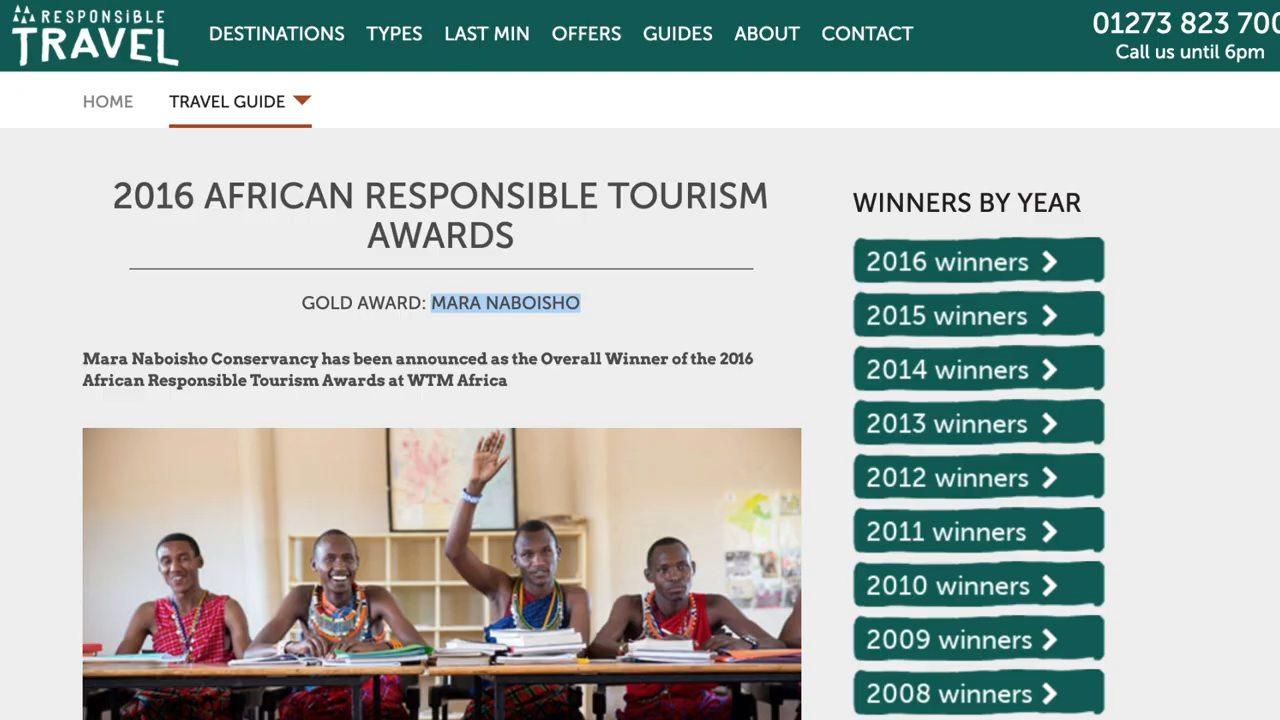 RESPONSIBLE
TRAVEL
DESTINATIONS TYPES LAST MIN OFFERS GUIDES ABOUT CONTACT
01273 823 700
Call us until 6pm
HOME TRAVEL GUIDE
2016 AFRICAN RESPONSIBLE TOURISM
AWARDS
GOLD AWARD: MARA NABOISHO
Mara Naboisho Conservancy has been announced as the Overall Winner of the 2016
African Responsible Tourism Awards at WTM Africa
WINNERS BY YEAR
2016 winners
2015 winners
2014 winners
2013 winners
2012 winners
2011 winners
2010 winners
2009 winners
2008 winners